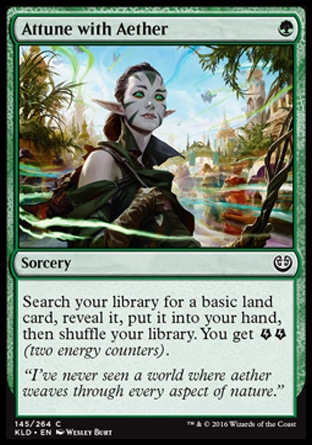 Attune with Aether
Sorcery
Search your library for a basic land
card, reveal it, put it into your hand,
then shuffle your library. You get
(two energy counters).
“I’ve never seen a world where aether
weaves through every aspect of nature.”
145/264 C
KLD • EN Wesley Burt
™ & © 2016 Wizards of the Coast